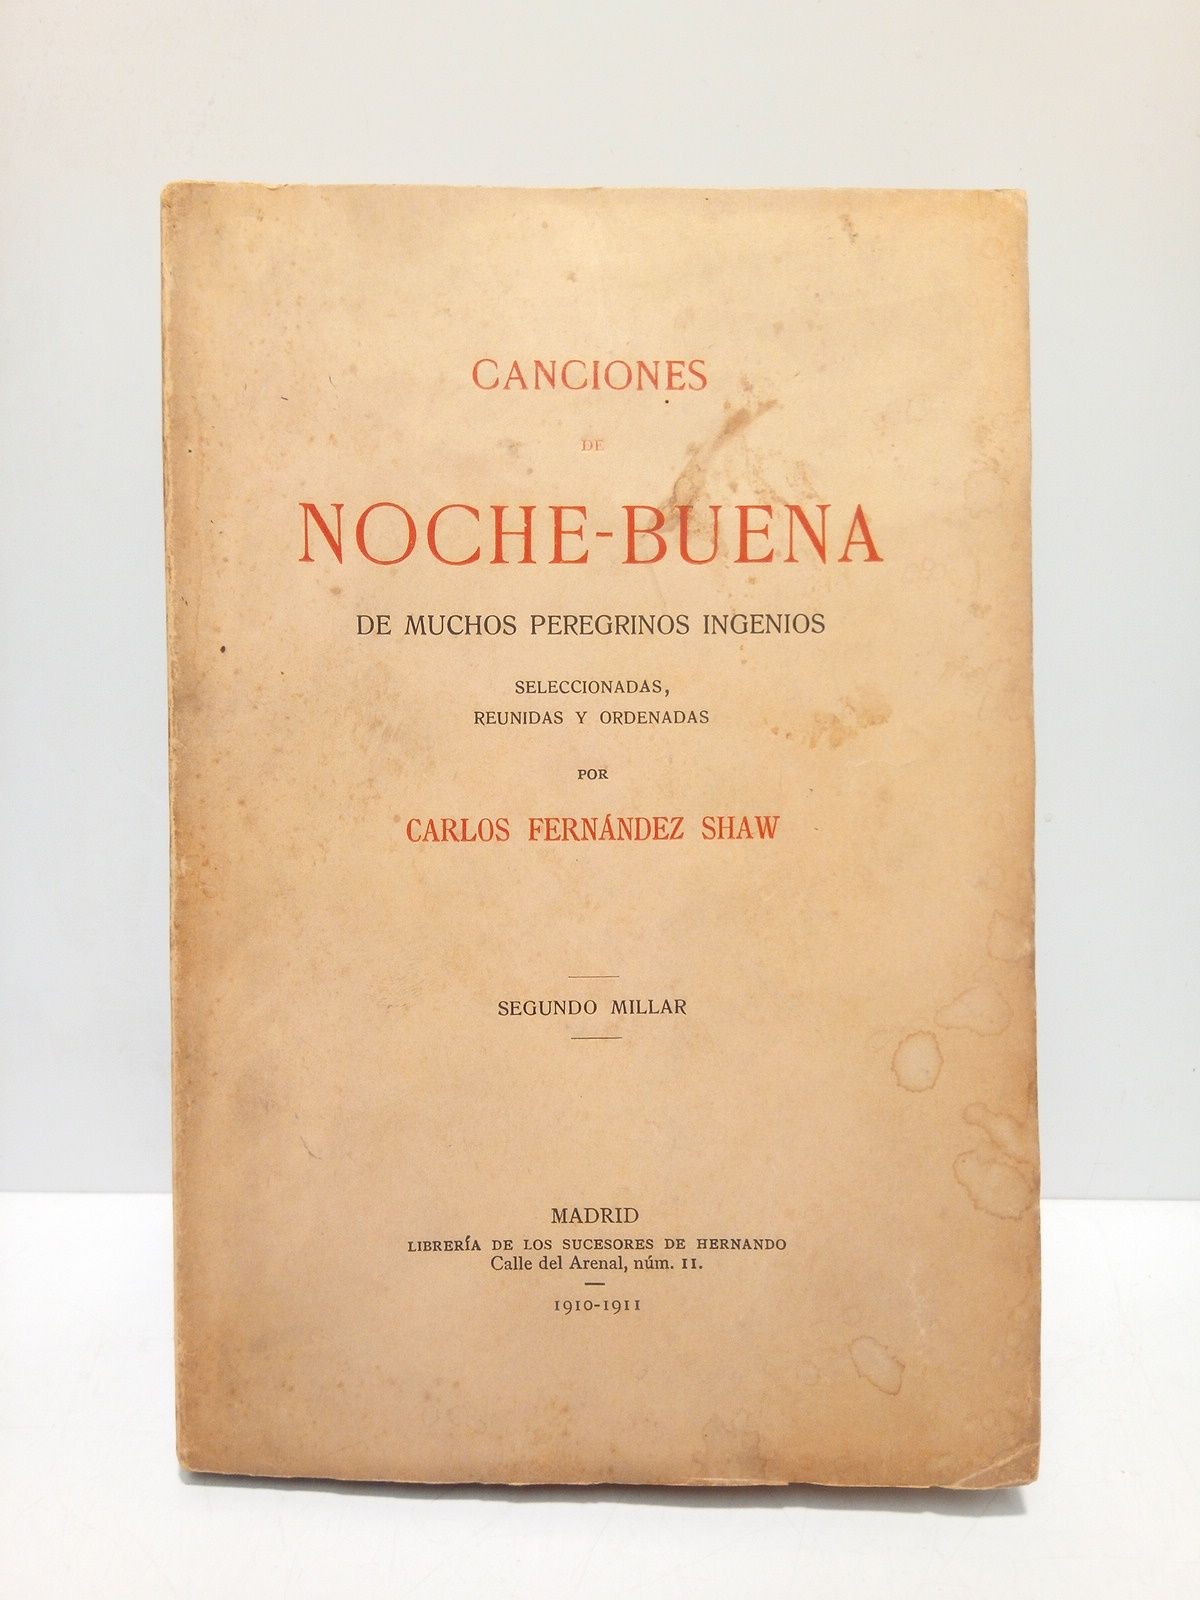 CANCIONES
DE
NOCHE-BUENA
DE MUCHOS PEREGRINOS INGENIOS
SELECCIONADAS,
REUNIDAS Y ORDENADAS
POR
CARLOS FERNÁNDEZ SHAW
SEGUNDO MILLAR
MADRID
LIBRERÍA DE LOS SUCESORES DE HERNANDO
Calle del Arenal, núm. 11.
1910-1911